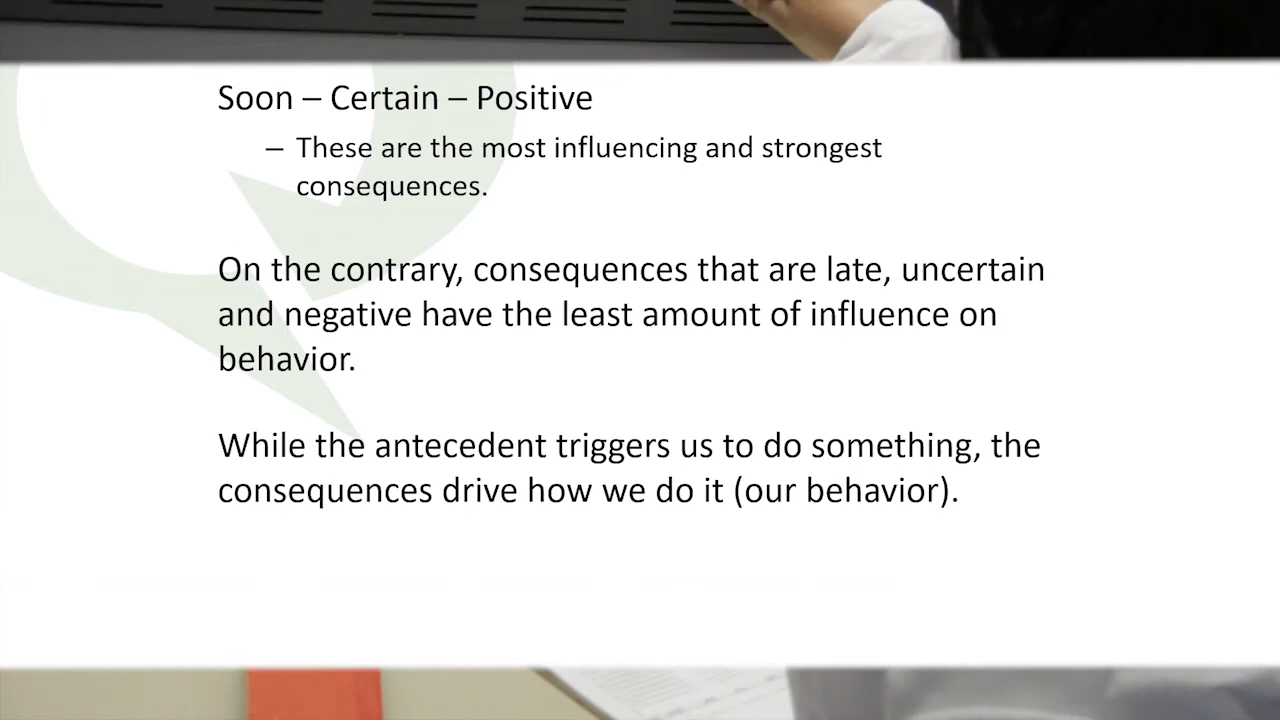 Soon – Certain – Positive
– These are the most influencing and strongest
consequences.
On the contrary, consequences that are late, uncertain
and negative have the least amount of influence on
behavior.
While the antecedent triggers us to do something, the
consequences drive how we do it (our behavior).